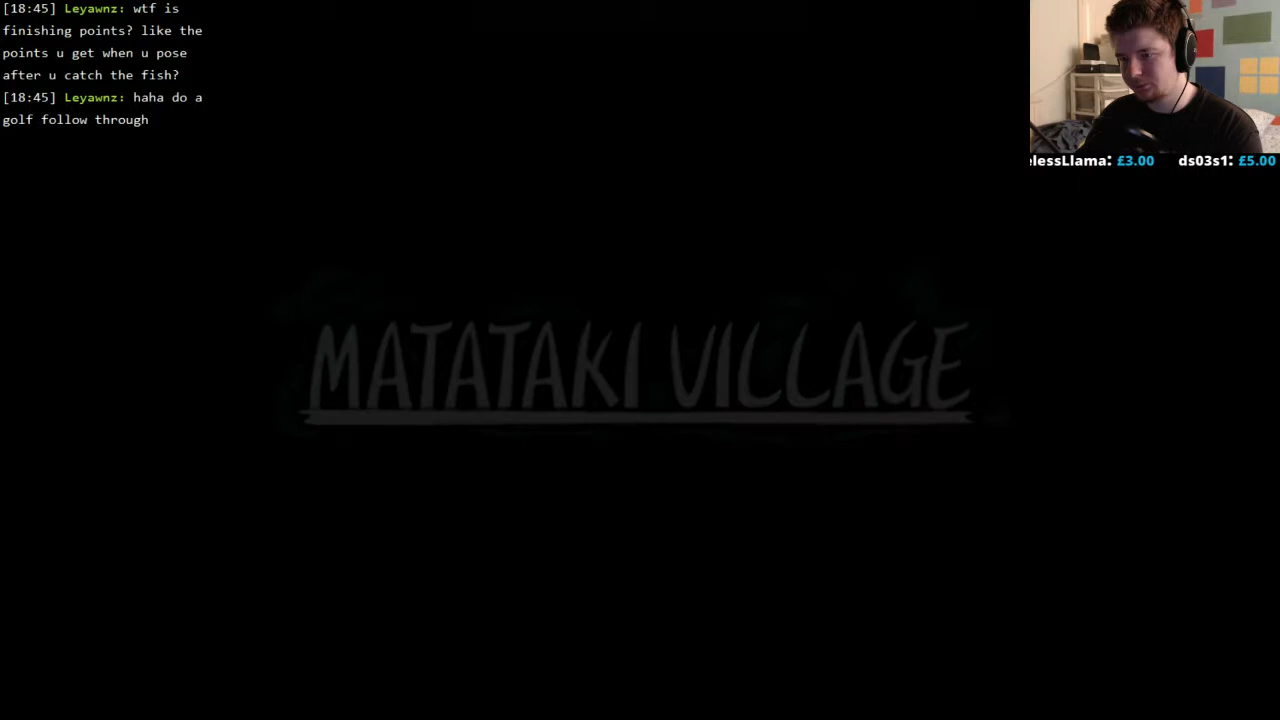 [18:45] Leyawnz: wtf is
finishing points? like the
points u get when u pose
after u catch the fish?
[18:45] Leyawnz: haha do a
golf follow through
elessLlama: £3.00 ds03s1: £5.00
MATATAKI VILLAGE